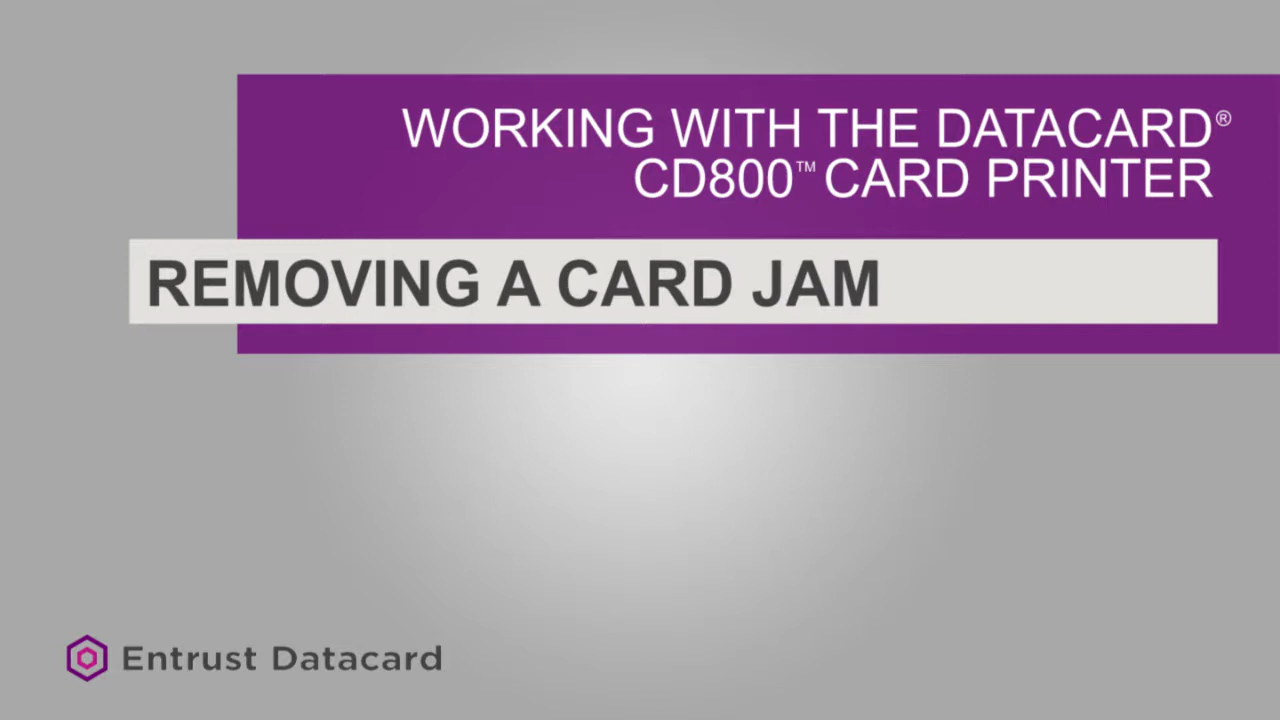 WORKING WITH THE DATACARD®
CD800™ CARD PRINTER
REMOVING A CARD JAM
Entrust Datacard